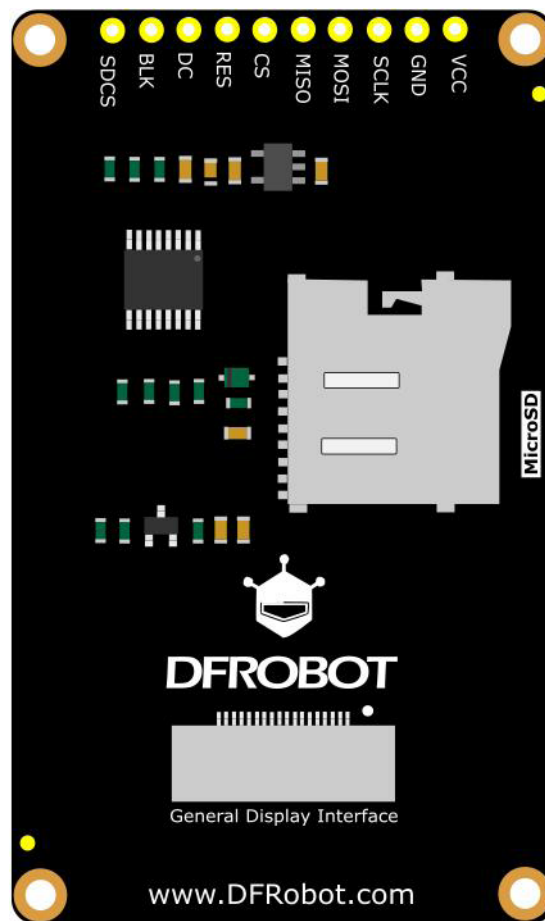 SDCS
BLK
DC
RES
CS
MISO
MOSI
SCLK
GND
VCC
MicroSD
DFROBOT
General Display Interface
www.DFRobot.com